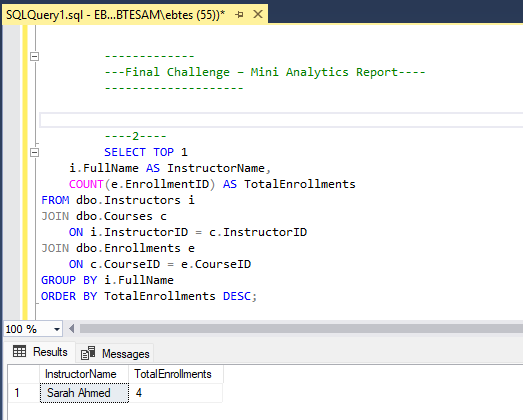 SQLQuery1.sql - EB...BTESAM\ebtes (55))*
-------------
---Final Challenge – Mini Analytics Report----
--------------------
----2----
SELECT TOP 1
i.FullName AS InstructorName,
COUNT(e.EnrollmentID) AS TotalEnrollments
FROM dbo.Instructors i
JOIN dbo.Courses c
ON i.InstructorID = c.InstructorID
JOIN dbo.Enrollments e
ON c.CourseID = e.CourseID
GROUP BY i.FullName
ORDER BY TotalEnrollments DESC;
100 %
Results Messages
InstructorName TotalEnrollments
1 Sarah Ahmed 4